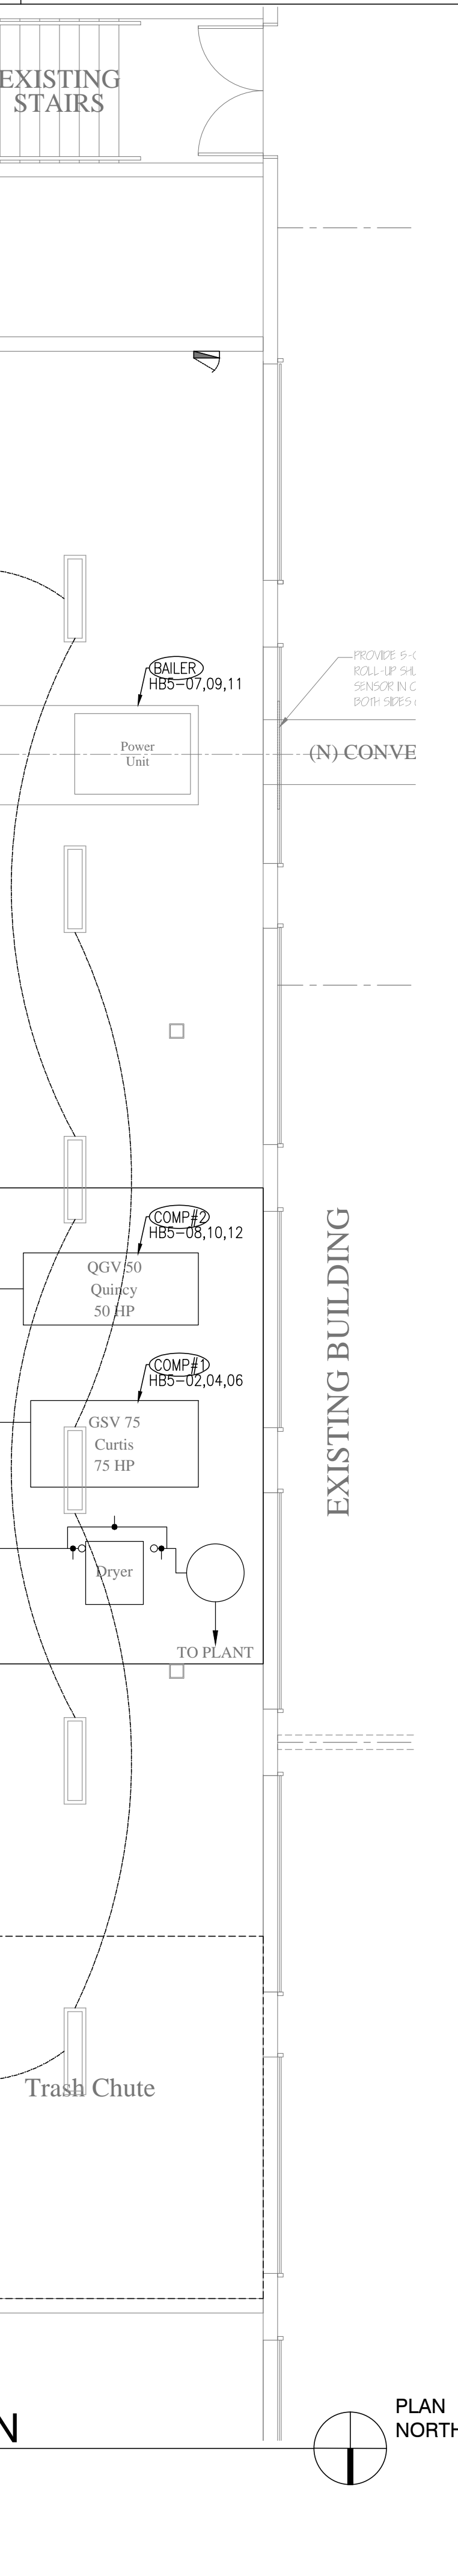 EXISTING
STAIRS
PROVIDE 5-
ROLL-UP
SENSOR IN
BOTH SIDES
BAILER
HB5-07,09,11
Power
Unit
(N) CONVE
COMP#2
HB5-08,10,12
QGV 50
Quincy
50 HP
EXISTING BUILDING
COMP#1
HB5-02,04,06
GSV 75
Curtis
75 HP
Dryer
TO PLANT
Trash Chute
N
PLAN
NORTH